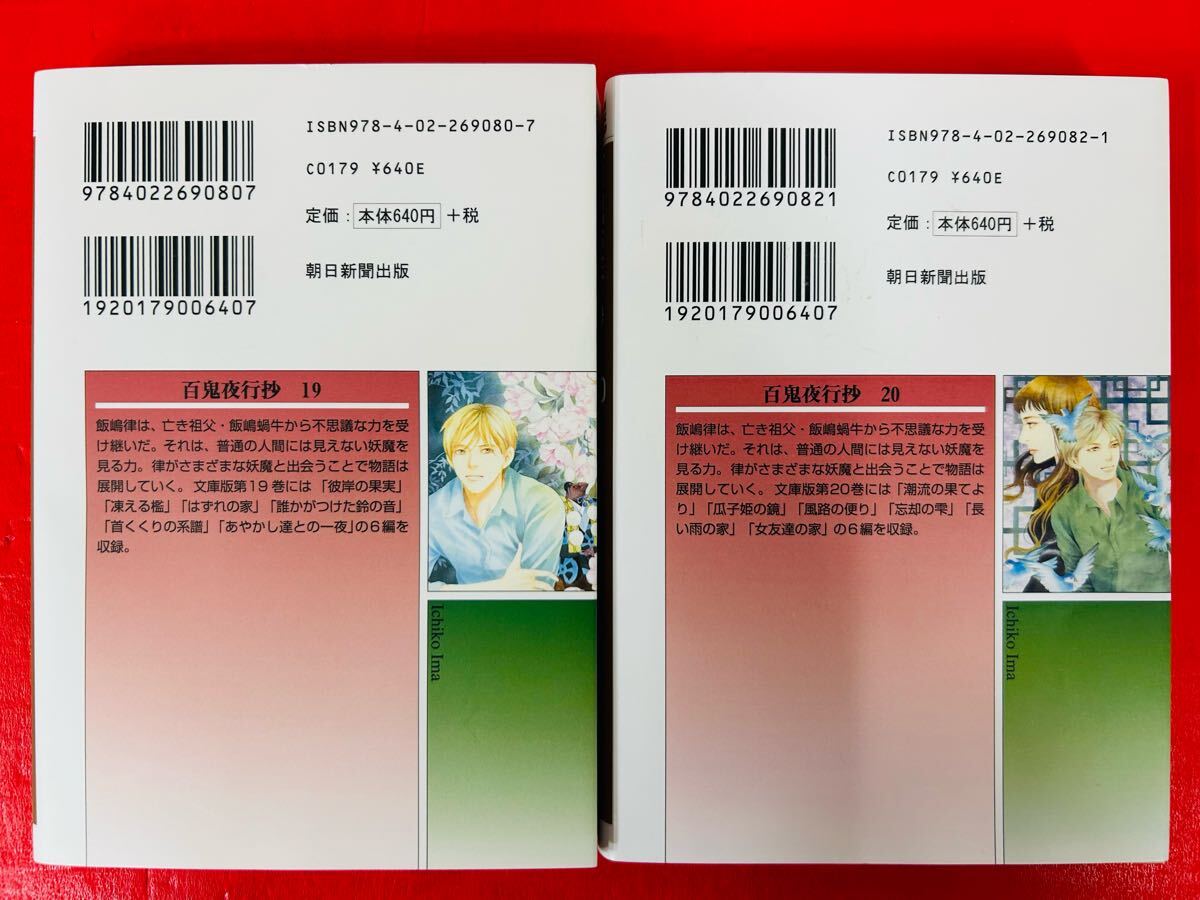 ISBN978-4-02-269080-7
9784022690807
C0179 ¥640E
定価：本体640円+税
1920179006407
朝日新聞出版
百鬼夜行抄 19
飯嶋律は、亡き祖父・飯嶋蝸牛から不思議な力を受
け継いだ。それは、普通の人間には見えない妖魔を
見る力。律がさまざまな妖魔と出会うことで物語は
展開していく。文庫版第19巻には「彼岸の果実」
「凍える檻」「はずれの家」「誰かがつけた鈴の音」
「首くくりの系譜」「あやかし達との一夜」の6編を
収録。
Ichiko Ima
ISBN978-4-02-269082-1
9784022690821
C0179 ¥640E
定価：本体640円+税
1920179006407
朝日新聞出版
百鬼夜行抄 20
飯嶋律は、亡き祖父・飯嶋蝸牛から不思議な力を受
け継いだ。それは、普通の人間には見えない妖魔を
見る力。律がさまざまな妖魔と出会うことで物語は
展開していく。文庫版第20巻には「潮流の果てよ
り」「瓜子姫の鏡」「風路の便り」「忘却の雫」「長
い雨の家」「女友達の家」の6編を収録。
Ichiko Ima